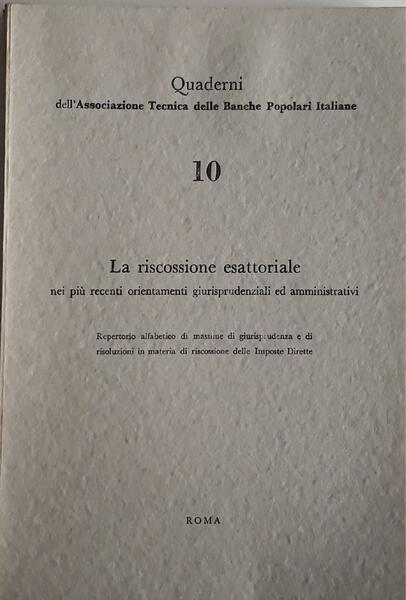 Quaderni
dell'Associazione Tecnica delle Banche Popolari Italiane
10
La riscossione esattoriale
nei più recenti orientamenti giurisprudenziali ed amministrativi
Repertorio alfabetico di massime di giurisprudenza e di
risoluzioni in materia di riscossione delle Imposte Dirette
ROMA